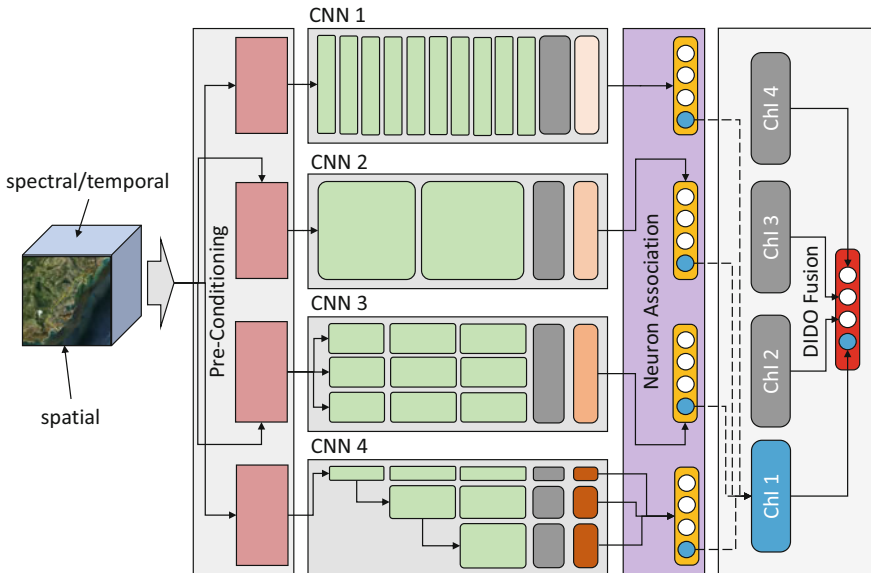 spectral/temporal
spatial
Pre-Conditioning
CNN 1
CNN 2
CNN 3
CNN 4
Neuron Association
Chl 4
Chl 3
Chl 2
Chl 1
DIDO Fusion